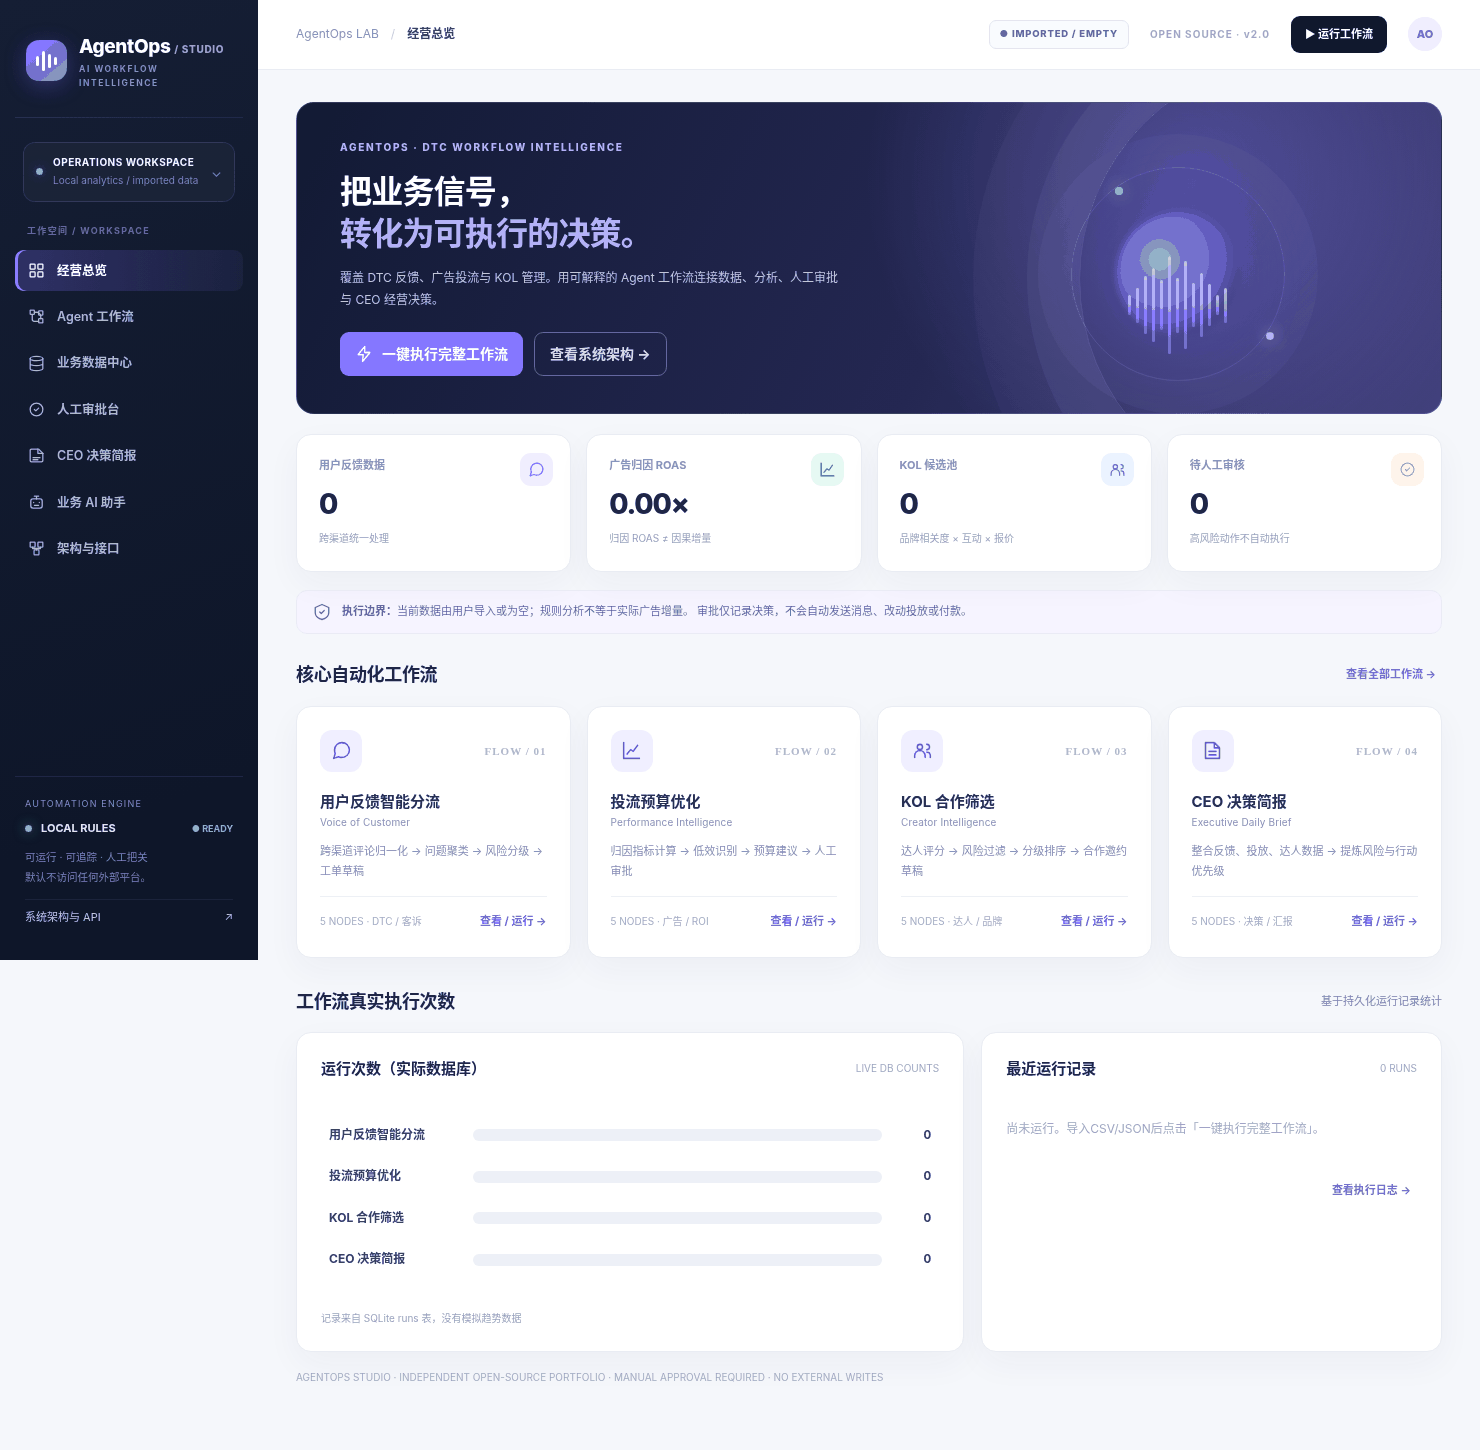 AgentOps / STUDIO
AI WORKFLOW
INTELLIGENCE
OPERATIONS WORKSPACE
Local analytics / imported data
工作空间 / WORKSPACE
经营总览
Agent 工作流
业务数据中心
人工审批台
CEO 决策简报
业务 AI 助手
架构与接口
AUTOMATION ENGINE
LOCAL RULES
READY
可运行 · 可追踪 · 人工把关
默认不访问任何外部平台。
系统架构与 API
AgentOps LAB / 经营总览
IMPORTED / EMPTY
OPEN SOURCE · v2.0
运行工作流
AO
AGENTOPS · DTC WORKFLOW INTELLIGENCE
把业务信号，
转化为可执行的决策。
覆盖 DTC 反馈、广告投流与 KOL 管理。用可解释的 Agent 工作流连接数据、分析、人工审批
与 CEO 经营决策。
一键执行完整工作流
查看系统架构 →
用户反馈数据
0
跨渠道统一处理
广告归因 ROAS
0.00×
归因 ROAS ≠ 因果增量
KOL 候选池
0
品牌相关度 × 互动 × 报价
待人工审核
0
高风险动作不自动执行
执行边界：当前数据由用户导入或为空；规则分析不等于实际广告增量。 审批仅记录决策，不会自动发送消息、改动投放或付款。
核心自动化工作流
查看全部工作流 →
FLOW / 01
用户反馈智能分流
Voice of Customer
跨渠道评论归一化 → 问题聚类 → 风险分级 →
工单草稿
5 NODES · DTC / 客诉
查看 / 运行 →
FLOW / 02
投流预算优化
Performance Intelligence
归因指标计算 → 低效识别 → 预算建议 → 人工
审批
5 NODES · 广告 / ROI
查看 / 运行 →
FLOW / 03
KOL 合作筛选
Creator Intelligence
达人评分 → 风险过滤 → 分级排序 → 合作邀约
草稿
5 NODES · 达人 / 品牌
查看 / 运行 →
FLOW / 04
CEO 决策简报
Executive Daily Brief
整合反馈、投放、达人数据 → 提炼风险与行动
优先级
5 NODES · 决策 / 汇报
查看 / 运行 →
工作流真实执行次数
基于持久化运行记录统计
运行次数（实际数据库）
LIVE DB COUNTS
用户反馈智能分流 0
投流预算优化 0
KOL 合作筛选 0
CEO 决策简报 0
记录来自 SQLite runs 表，没有模拟趋势数据
最近运行记录
0 RUNS
尚未运行。导入CSV/JSON后点击「一键执行完整工作流」。
查看执行日志 →
AGENTOPS STUDIO · INDEPENDENT OPEN-SOURCE PORTFOLIO · MANUAL APPROVAL REQUIRED · NO EXTERNAL WRITES